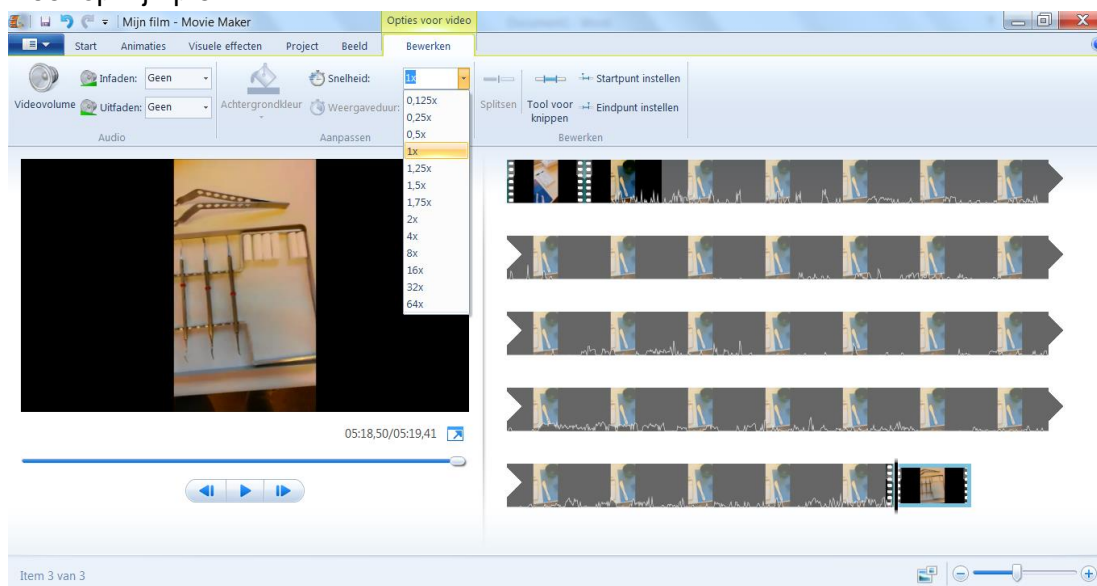 Mijn film - Movie Maker
Opties voor video
Start Animaties Visuele effecten Project Beeld Bewerken
Infaden: Geen
Snelheid: 1x
Startpunt instellen
Videovolume
Uitfaden: Geen
Achtergrondkleur
Weergaveduur:
Splitsen
Tool voor knippen
Eindpunt instellen
Audio
Aanpassen
Bewerken
0,125x
0,25x
0,5x
1x
1,25x
1,5x
1,75x
2x
4x
8x
16x
32x
64x
05:18,50/05:19,41
Item 3 van 3